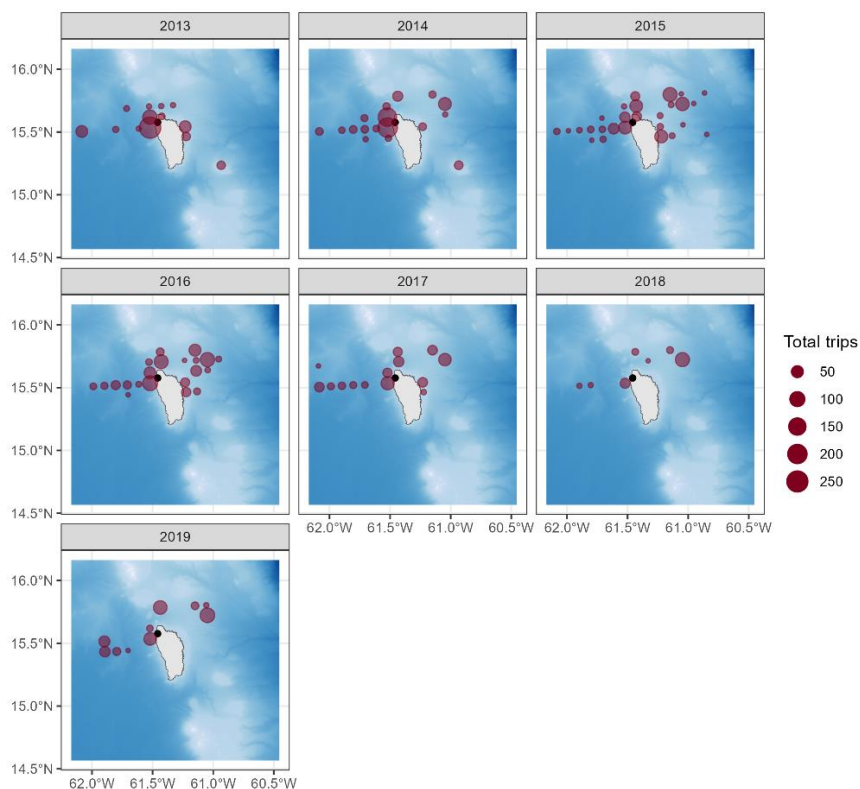 2013 2014 2015
16.0°N
15.5°N
15.0°N
14.5°N
2016 2017 2018
16.0°N
15.5°N
15.0°N
14.5°N
62.0°W 61.5°W 61.0°W 60.5°W 62.0°W 61.5°W 61.0°W 60.5°W
2019
16.0°N
15.5°N
15.0°N
14.5°N
62.0°W 61.5°W 61.0°W 60.5°W
Total trips
50
100
150
200
250